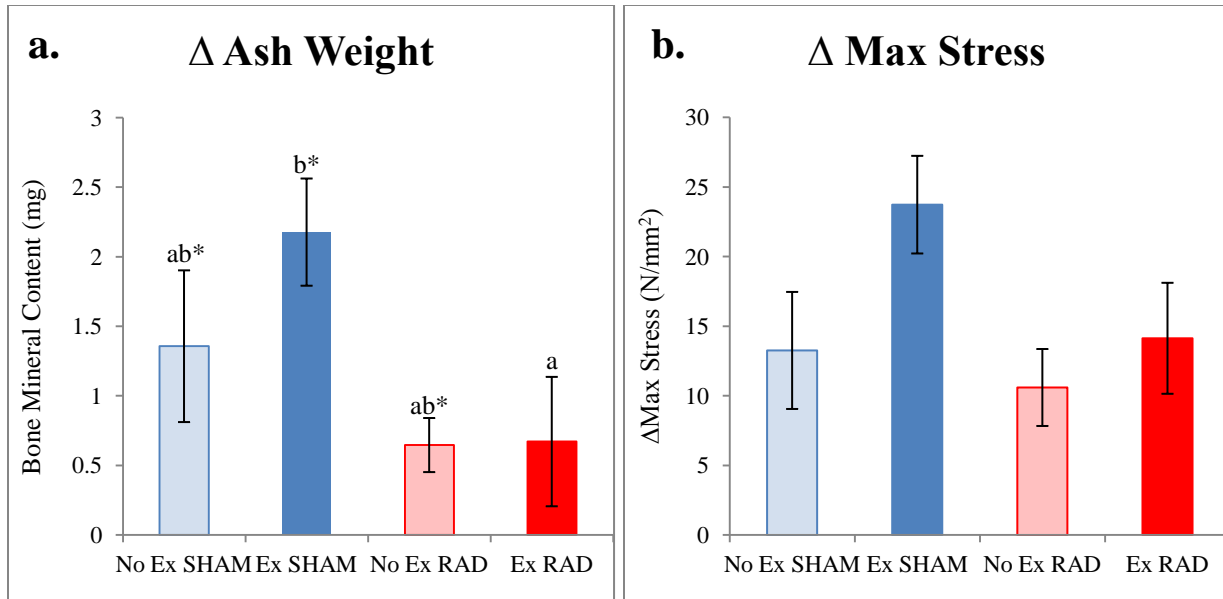 a.
Δ Ash Weight
Bone Mineral Content (mg)
3
2.5
2
1.5
1
0.5
0
ab*
b*
ab*
a
No Ex SHAM
Ex SHAM
No Ex RAD
Ex RAD
b.
Δ Max Stress
ΔMax Stress (N/mm²)
30
25
20
15
10
5
0
No Ex SHAM
Ex SHAM
No Ex RAD
Ex RAD